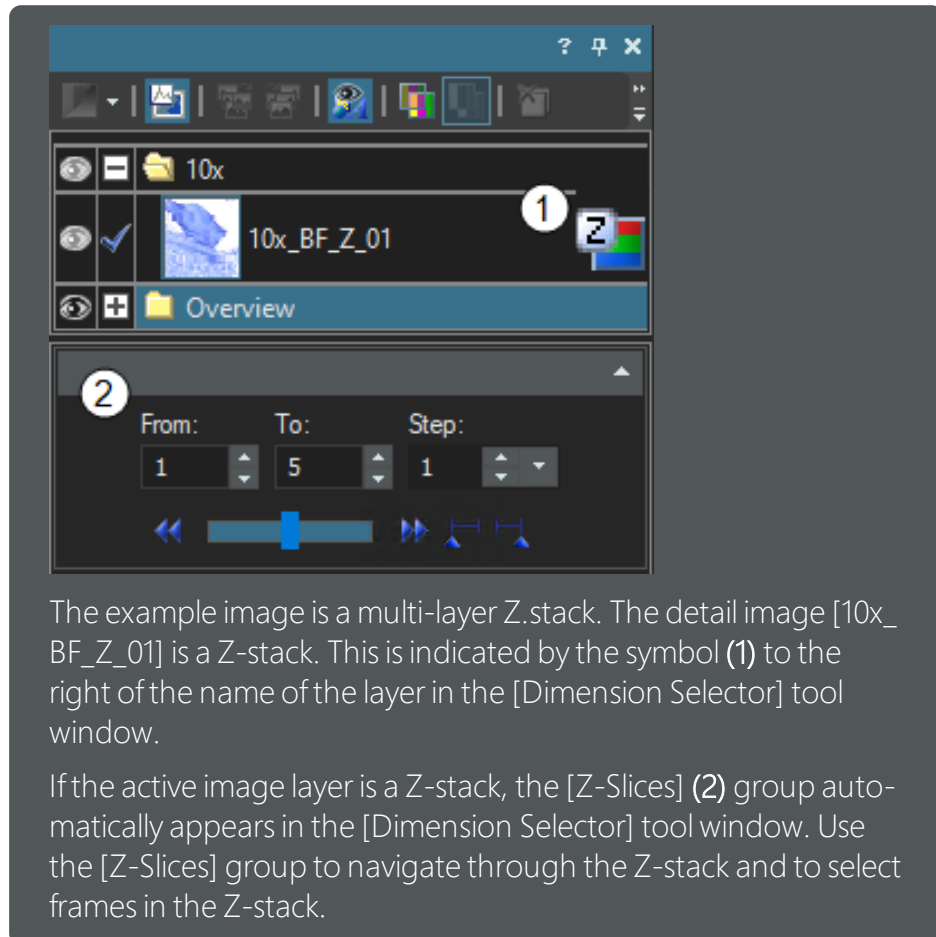 ?
10x
1
10x_BF_Z_01
Z
Overview
2
From: To: Step:
1 5 1
The example image is a multi-layer Z.stack. The detail image [10x_
BF_Z_01] is a Z-stack. This is indicated by the symbol (1) to the
right of the name of the layer in the [Dimension Selector] tool
window.
If the active image layer is a Z-stack, the [Z-Slices] (2) group auto-
matically appears in the [Dimension Selector] tool window. Use
the [Z-Slices] group to navigate through the Z-stack and to select
frames in the Z-stack.